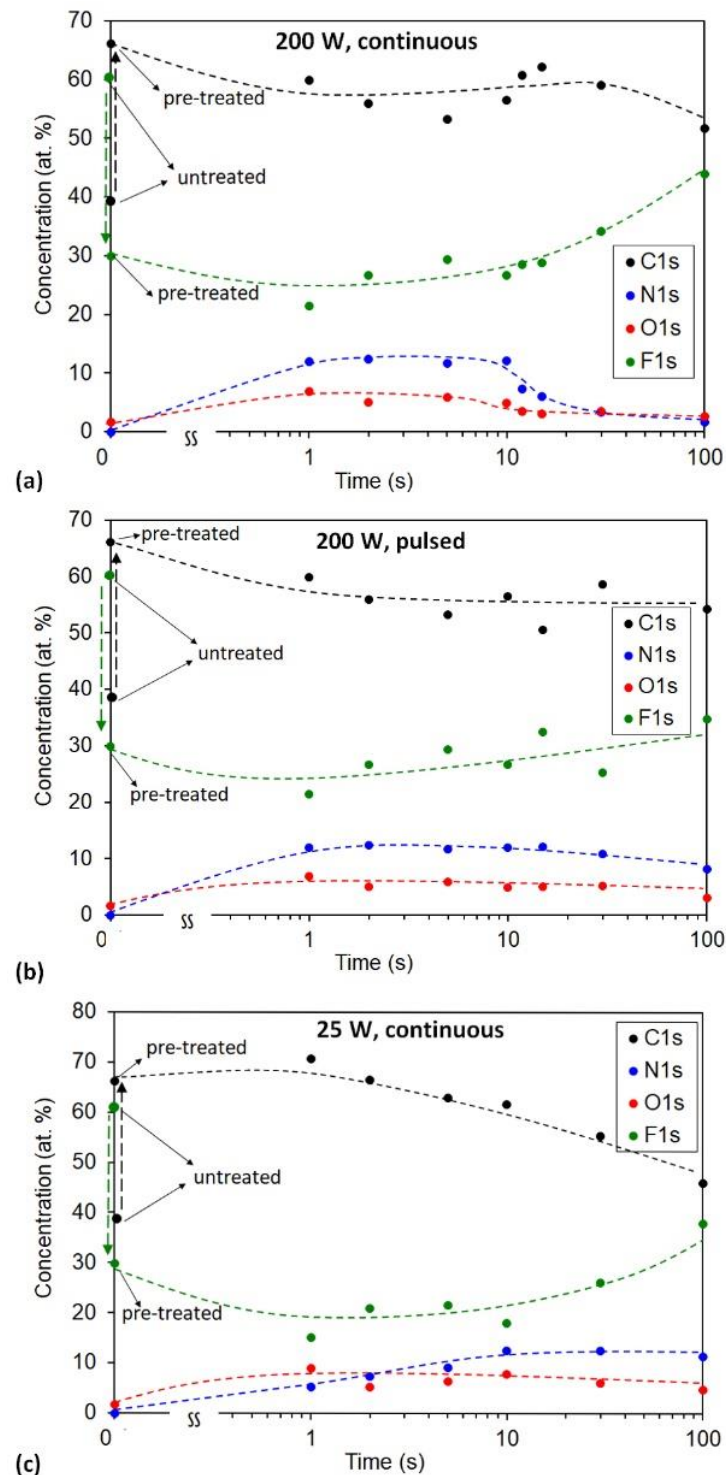 200 W, continuous
Concentration (at. %)
70
60
50
40
30
20
10
0
pre-treated
untreated
pre-treated
C1s
N1s
O1s
F1s
0
1
10
100
Time (s)
(a)
200 W, pulsed
Concentration (at. %)
70
60
50
40
30
20
10
0
pre-treated
untreated
pre-treated
C1s
N1s
O1s
F1s
0
1
10
100
Time (s)
(b)
25 W, continuous
Concentration (at. %)
80
70
60
50
40
30
20
10
0
pre-treated
untreated
pre-treated
C1s
N1s
O1s
F1s
0
1
10
100
Time (s)
(c)